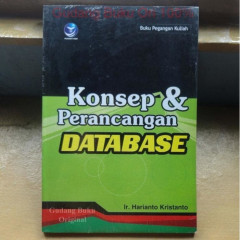 Buku Pegangan Kuliah
Konsep &
Perancangan
DATABASE
Ir. Harianto Kristanto
Gudang Buku
Original